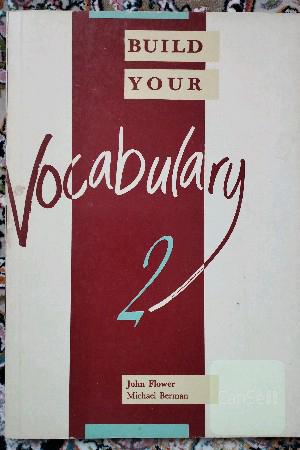 BUILD
YOUR
Vocabulary
2
John Flower
Michael Berman